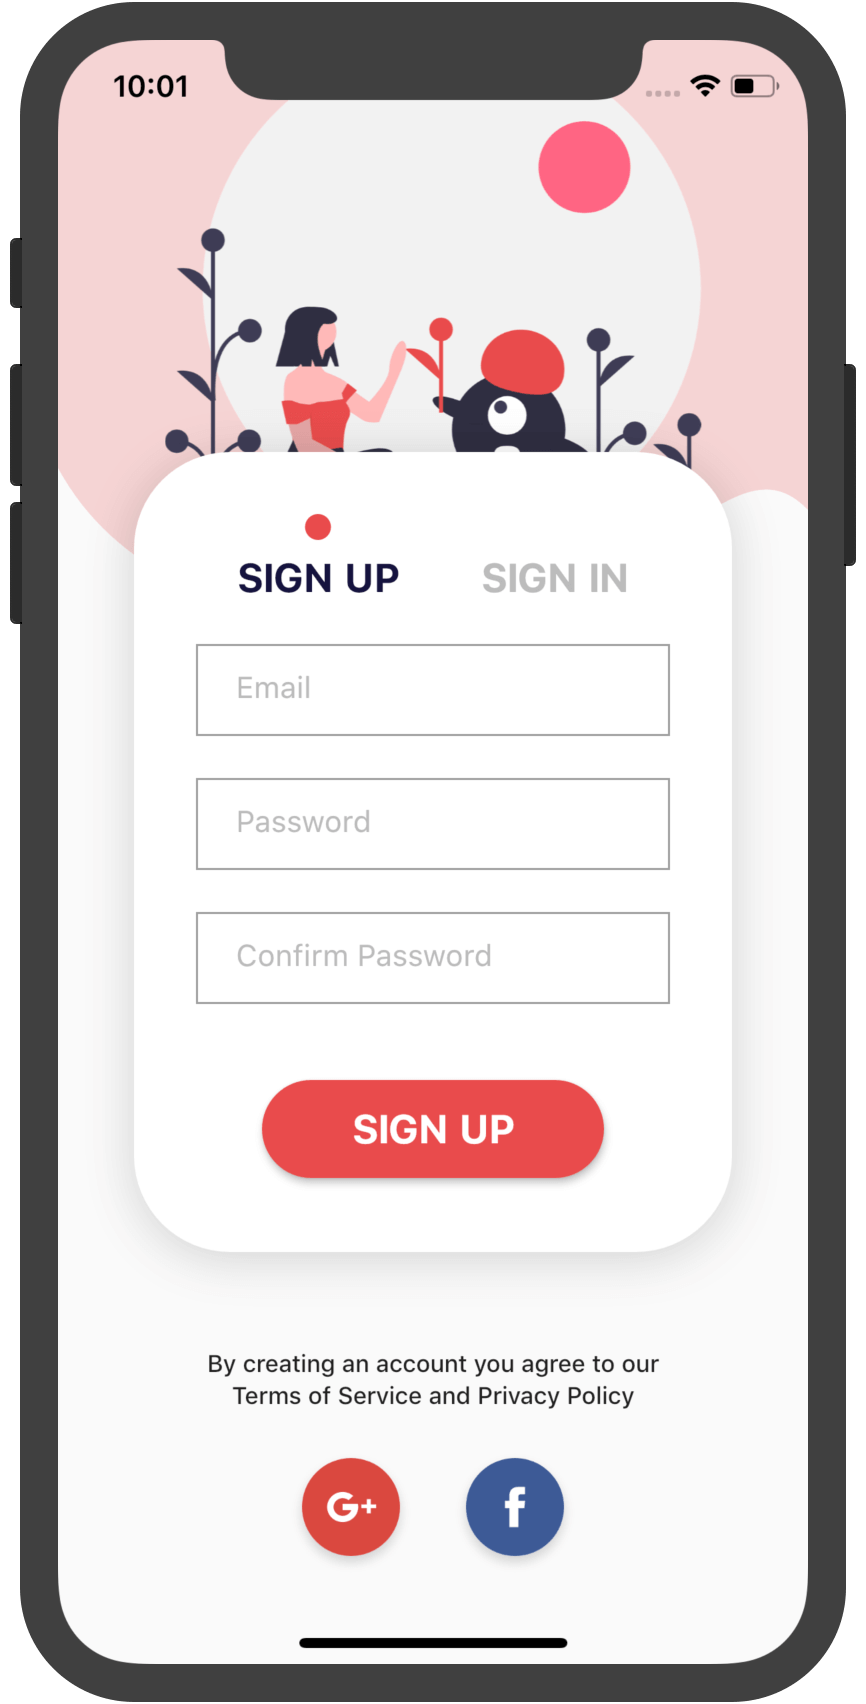 10:01
SIGN UP SIGN IN
Email
Password
Confirm Password
SIGN UP
By creating an account you agree to our
Terms of Service and Privacy Policy
G+ f